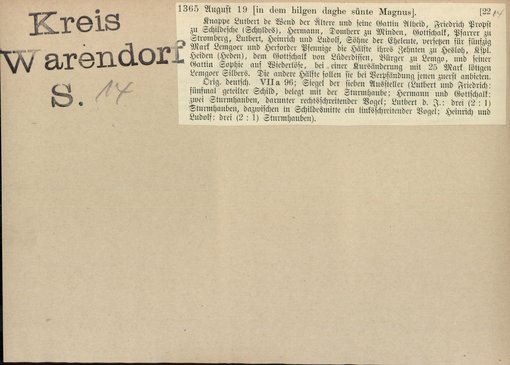 Kreis
Warendorf
S. 14
1365 August 19 [in dem hilgen daghe sûnte Magnus]. [22 14
Knappe Lutbert de Wend der Ältere und seine Gattin Alheid, Friedrich Propst
zu Schildesche (Schyldes), Hermann, Domherr zu Minden, Gottschalk, Pfarrer zu
Stromberg, Lutbert, Heinrich und Ludolf, Söhne der Eheleute, versetzen für fünfzig
Mark Lemgoer und Herforder Pfennige die Hälfte ihres Zehnten zu Hesloh, Kspl.
Heiden (Heden), dem Gottschalk von Lüderdissen, Bürger zu Lemgo, und seiner
Gattin Sophie auf Wiederlöse, bei einer Kursänderung mit 25 Mark lötigen
Lemgoer Silbers. Die andere Hälfte sollen sie bei Verpfändung jenen zuerst anbieten.
Orig. deutsch. VII a 96; Siegel der sieben Aussteller (Lutbert und Friedrich:
fünfmal geteilter Schild, belegt mit der Sturmhaube; Hermann und Gottschalk:
zwei Sturmhauben, darunter rechtsschreitender Vogel; Lutbert d. J.: drei (2 : 1)
Sturmhauben, dazwischen in Schildesmitte ein linksschreitender Vogel; Heinrich und
Ludolf: drei (2 : 1) Sturmhauben).